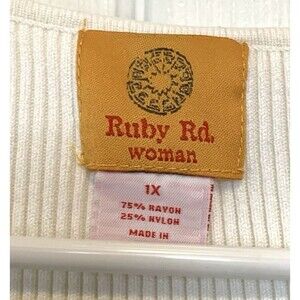 Ruby Rd.
woman
1X
75% RAYON
25% NYLON
MADE IN